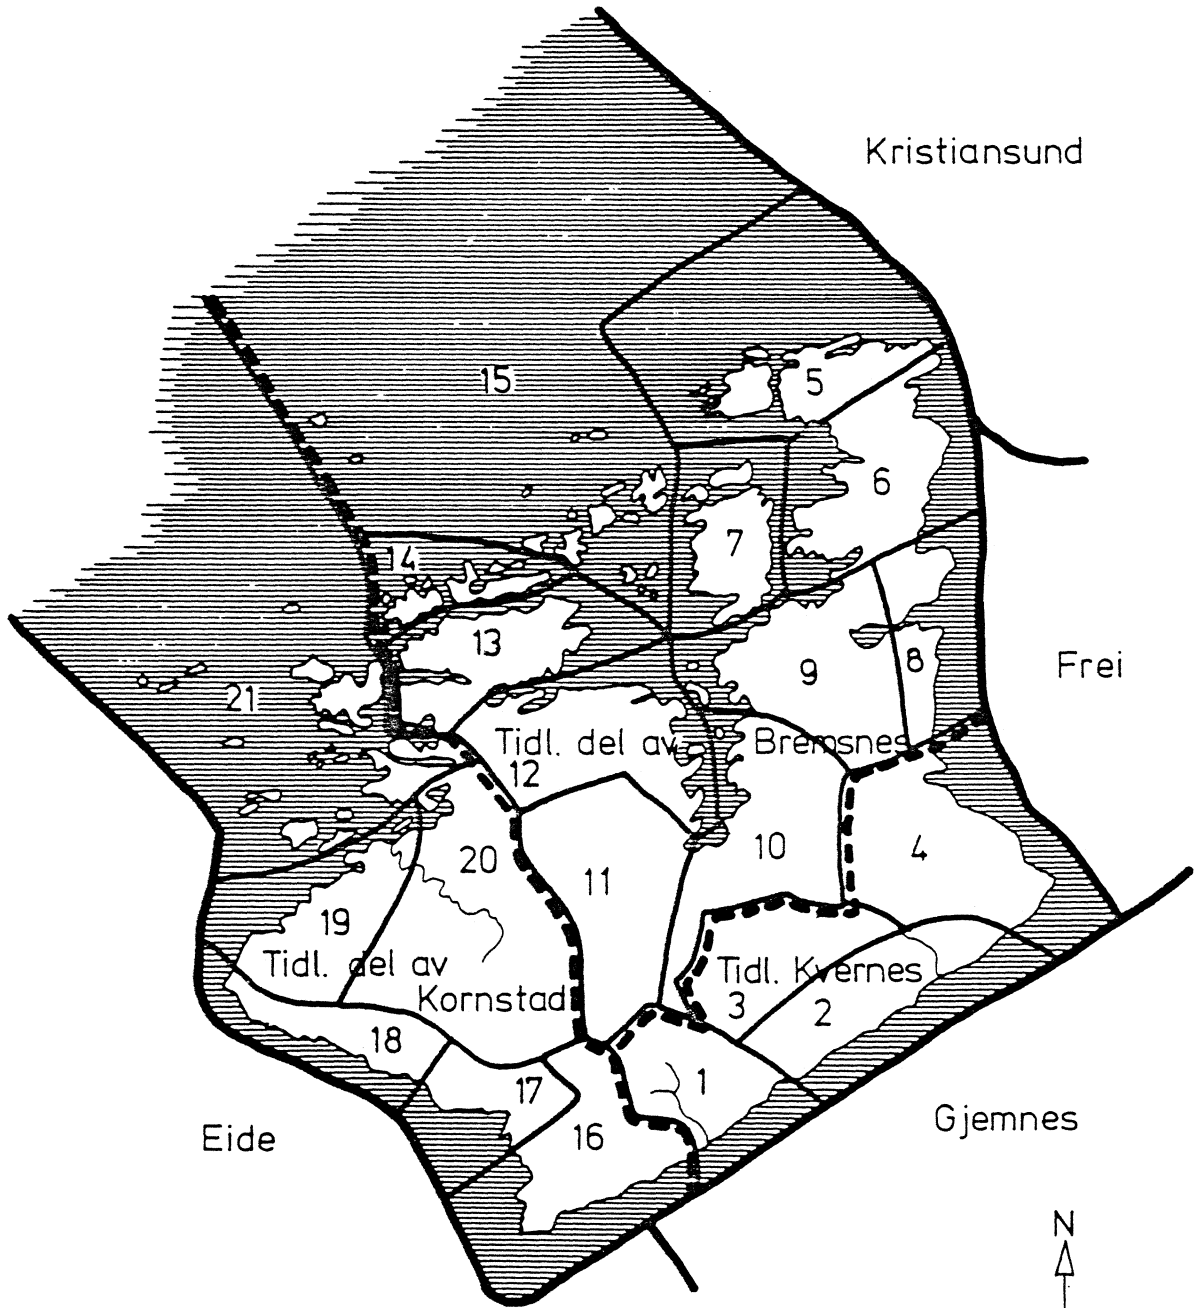 Kristiansund
15
5
6
7
14
13
8
9
Frei
21
Tidl. del av Bremsnes
12
10
4
20
11
19
Tidl. del av
Kornstad
Tidl. Kvernes
3
2
18
1
17
16
Gjemnes
Eide
N